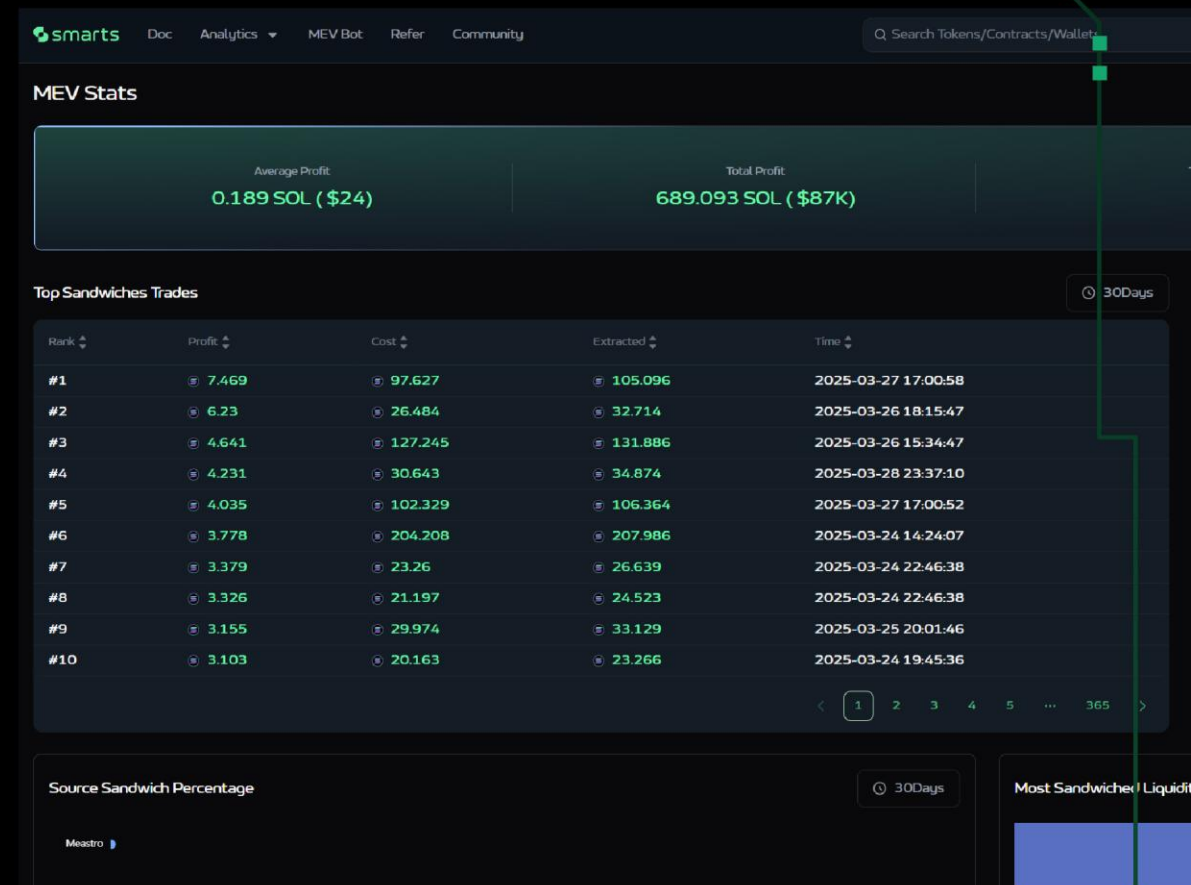 smarts Doc Analytics MEV Bot Refer Community Search Tokens/Contracts/Wallets
MEV Stats
Average Profit Total Profit
0.189 SOL ( $24) 689.093 SOL ( $87K)
Top Sandwiches Trades 30Days
Rank Profit Cost Extracted Time
#1 7.469 97.627 105.096 2025-03-27 17:00:58
#2 6.23 26.484 32.714 2025-03-26 18:15:47
#3 4.641 127.245 131.886 2025-03-26 15:34:47
#4 4.231 30.643 34.874 2025-03-28 23:37:10
#5 4.035 102.329 106.364 2025-03-27 17:00:52
#6 3.778 204.208 207.986 2025-03-24 14:24:07
#7 3.379 23.26 26.639 2025-03-24 22:46:38
#8 3.326 21.197 24.523 2025-03-24 22:46:38
#9 3.155 29.974 33.129 2025-03-25 20:01:46
#10 3.103 20.163 23.266 2025-03-24 19:45:36
< 1 2 3 4 5 ... 365 >
Source Sandwich Percentage 30Days Most Sandwiched
Meastro